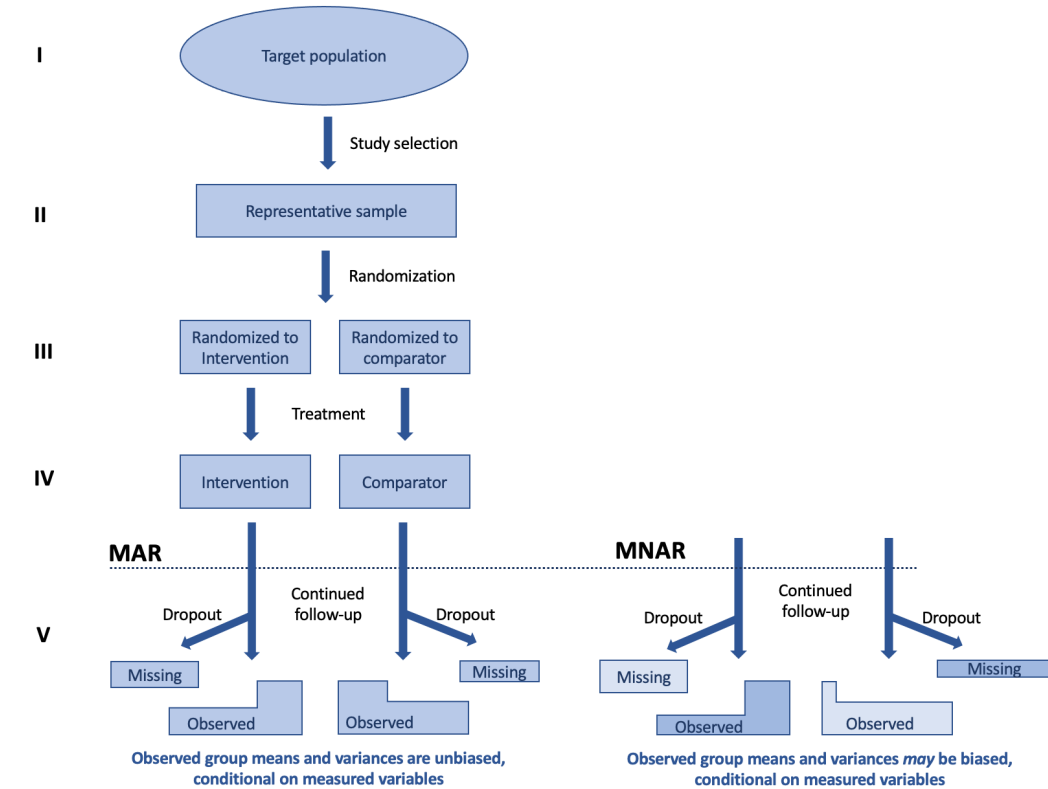 I
Target population
Study selection
II
Representative sample
Randomization
III
Randomized to
Intervention
Randomized to
comparator
Treatment
IV
Intervention
Comparator
MAR
MNAR
V
Continued
follow-up
Dropout
Dropout
Missing
Missing
Observed
Observed
Observed group means and variances are unbiased,
conditional on measured variables
Continued
follow-up
Dropout
Dropout
Missing
Missing
Observed
Observed
Observed group means and variances may be biased,
conditional on measured variables